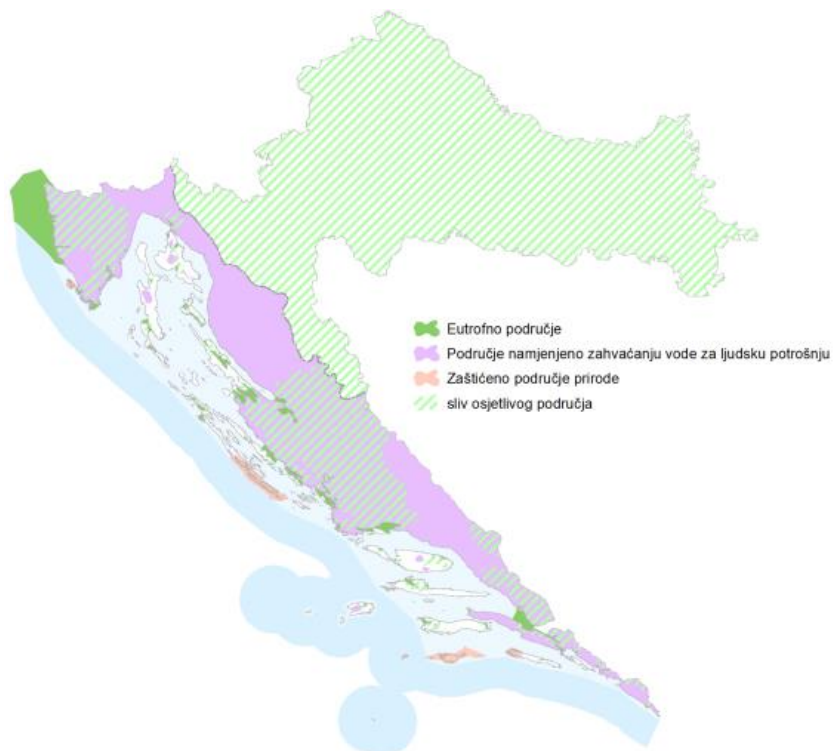 Eutrofno područje
Područje namjenjeno zahvaćanju vode za ljudsku potrošnju
Zaštićeno područje prirode
sliv osjetlivog područja